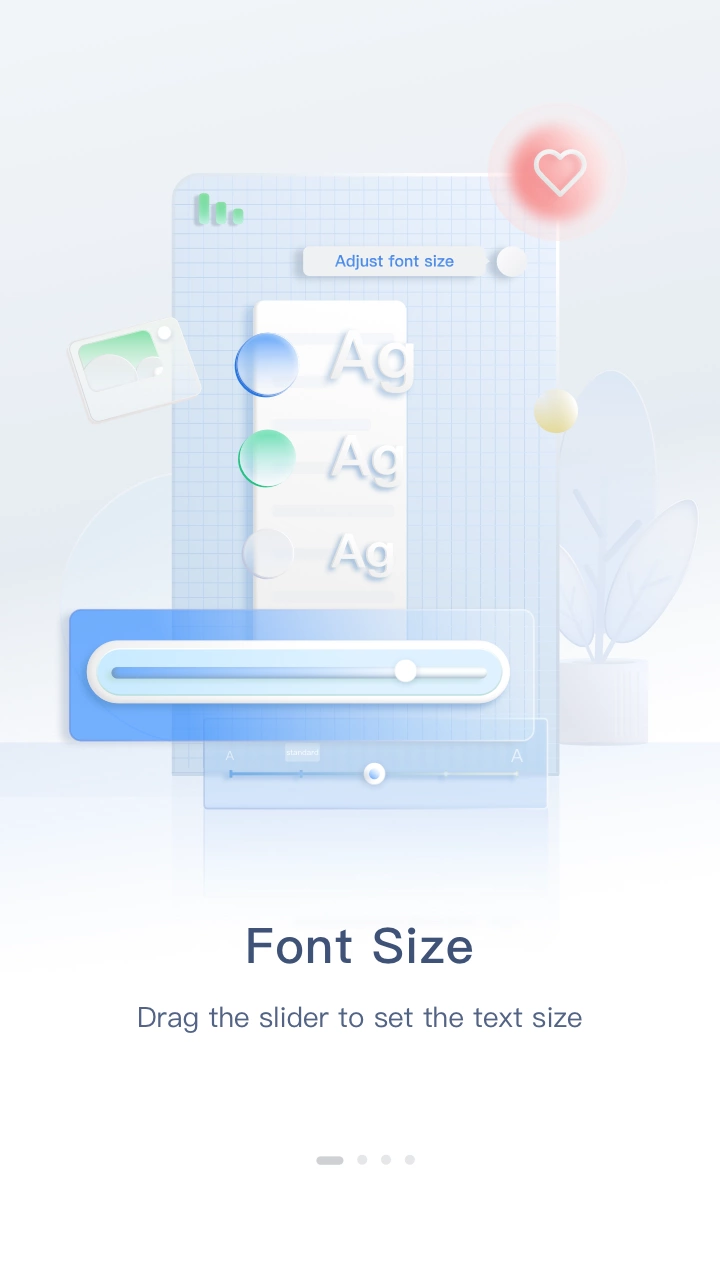 Adjust font size
Ag
Ag
Ag
A
standard
A
Font Size
Drag the slider to set the text size